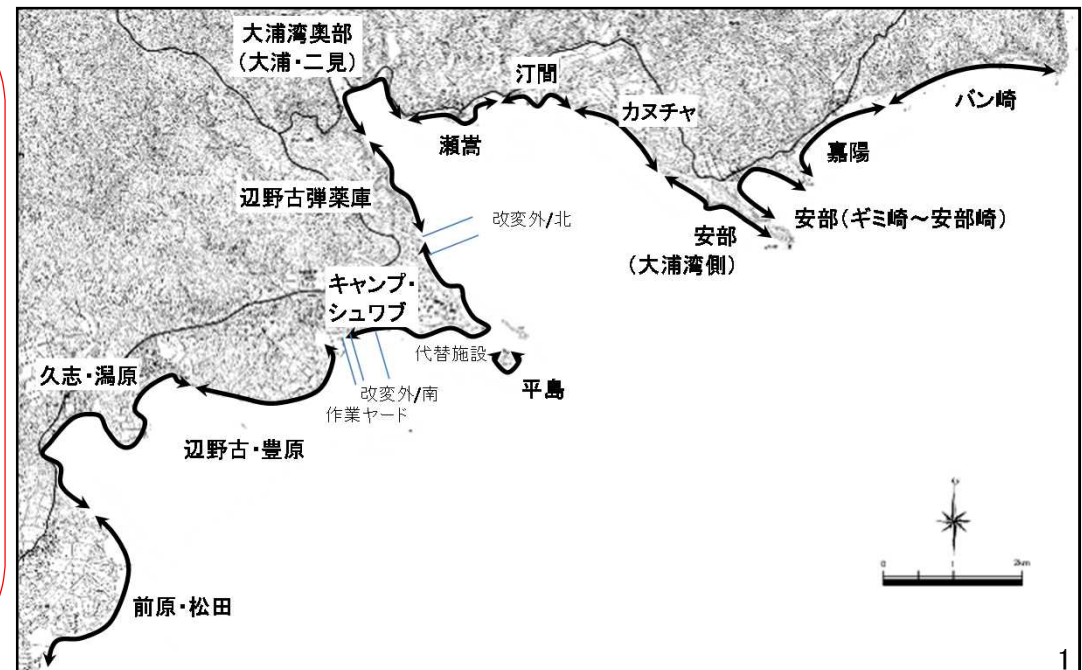 大浦湾奥部
(大浦・二見)
汀間
バン崎
カヌチャ
瀬嵩
嘉陽
辺野古弾薬庫
改変外/北
安部(ギミ崎～安部崎)
安部
(大浦湾側)
キャンプ・
シュワブ
代替施設
久志・潟原
平島
改変外/南
作業ヤード
辺野古・豊原
0
1
2km
前原・松田
1